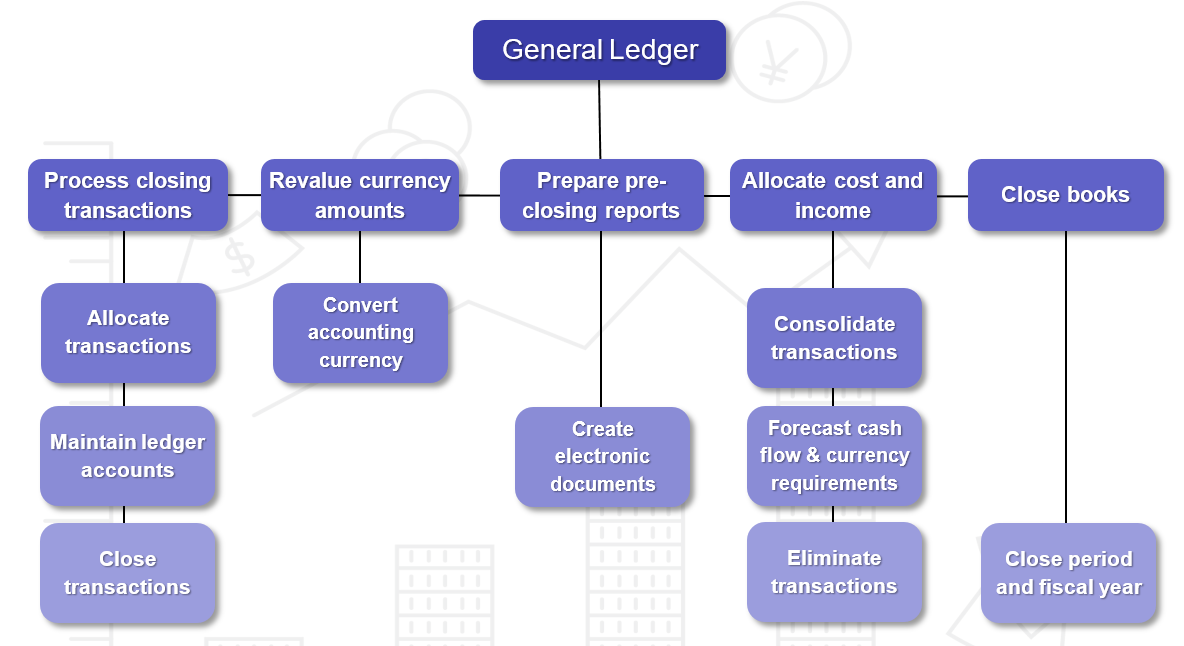 General Ledger
Process closing
transactions
Revalue currency
amounts
Prepare pre-
closing reports
Allocate cost and
income
Close books
Allocate
transactions
Convert
accounting
currency
Consolidate
transactions
Maintain ledger
accounts
Create
electronic
documents
Forecast cash
flow & currency
requirements
Close
transactions
Eliminate
transactions
Close period
and fiscal year
¥
$